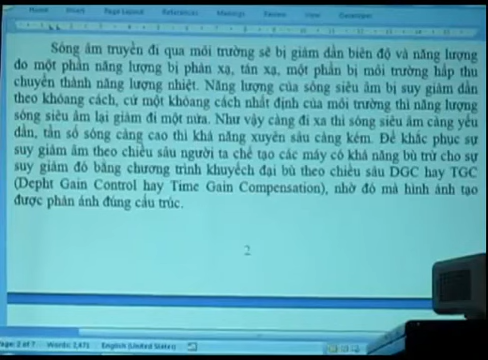 Home Insert Page Layout References Mailings Review View Developer
Sóng âm truyền đi qua môi trường sẽ bị giảm dần biên độ và năng lượng
do một phần năng lượng bị phản xạ, tán xạ, một phần bị môi trường hấp thu
chuyển thành năng lượng nhiệt. Năng lượng của sóng siêu âm bị suy giảm dần
theo khoảng cách, cứ một khoảng cách nhất định của môi trường thì năng lượng
sóng siêu âm lại giảm đi một nửa. Như vậy càng đi xa thì sóng siêu âm càng yếu
dần, tần số sóng càng cao thì khả năng xuyên sâu càng kém. Để khắc phục sự
suy giảm âm theo chiều sâu người ta chế tạo các máy có khả năng bù trừ cho sự
suy giảm đó bằng chương trình khuyếch đại bù theo chiều sâu DGC hay TGC
(Depht Gain Control hay Time Gain Compensation), nhờ đó mà hình ảnh tạo
được phản ánh đúng cấu trúc.
2
Page: 2 of 7 Words: 2,471 English (United States)